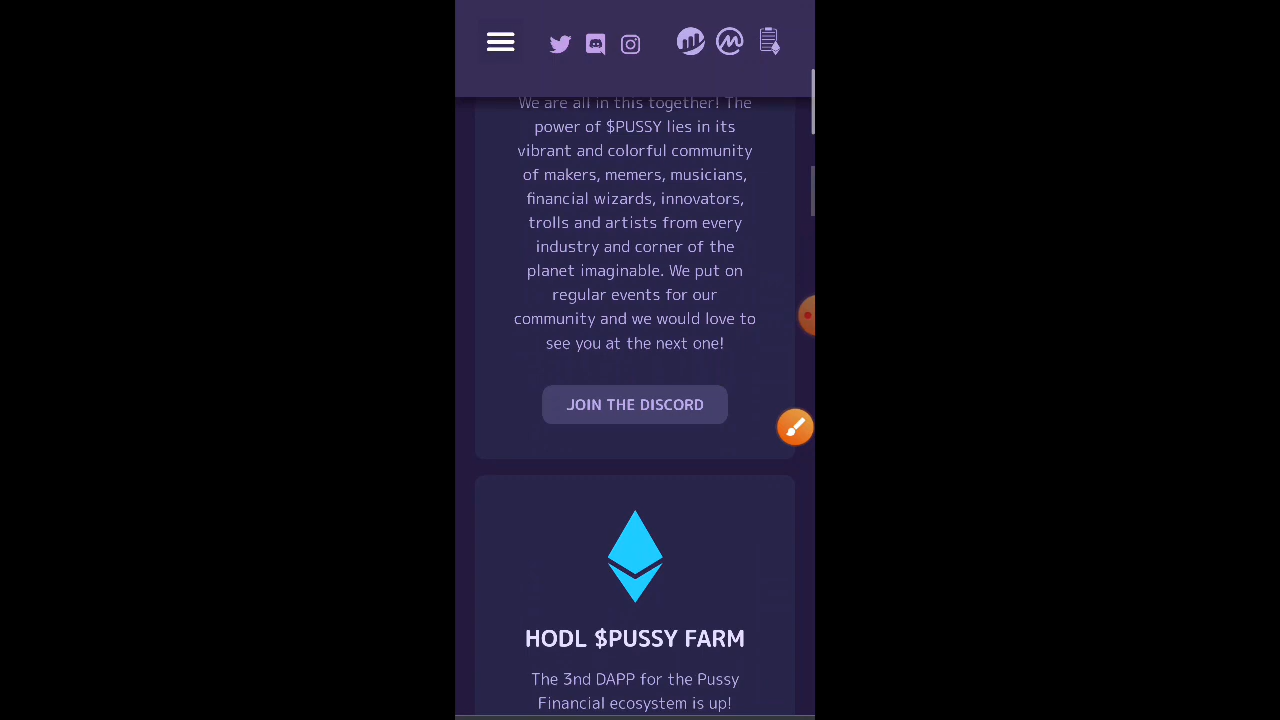 We are all in this together! The
power of $PUSSY lies in its
vibrant and colorful community
of makers, memers, musicians,
financial wizards, innovators,
trolls and artists from every
industry and corner of the
planet imaginable. We put on
regular events for our
community and we would love to
see you at the next one!
JOIN THE DISCORD
HODL $PUSSY FARM
The 3nd DAPP for the Pussy
Financial ecosystem is up!